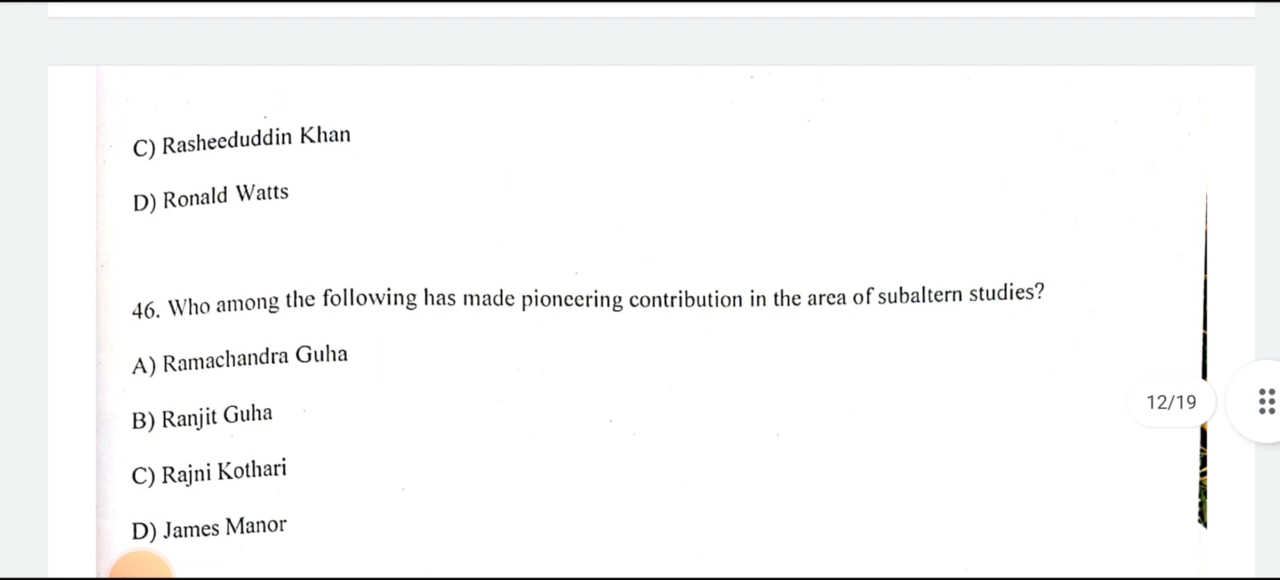 C) Rasheeduddin Khan
D) Ronald Watts
46. Who among the following has made pioneering contribution in the area of subaltern studies?
A) Ramachandra Guha
B) Ranjit Guha
12/19
C) Rajni Kothari
D) James Manor